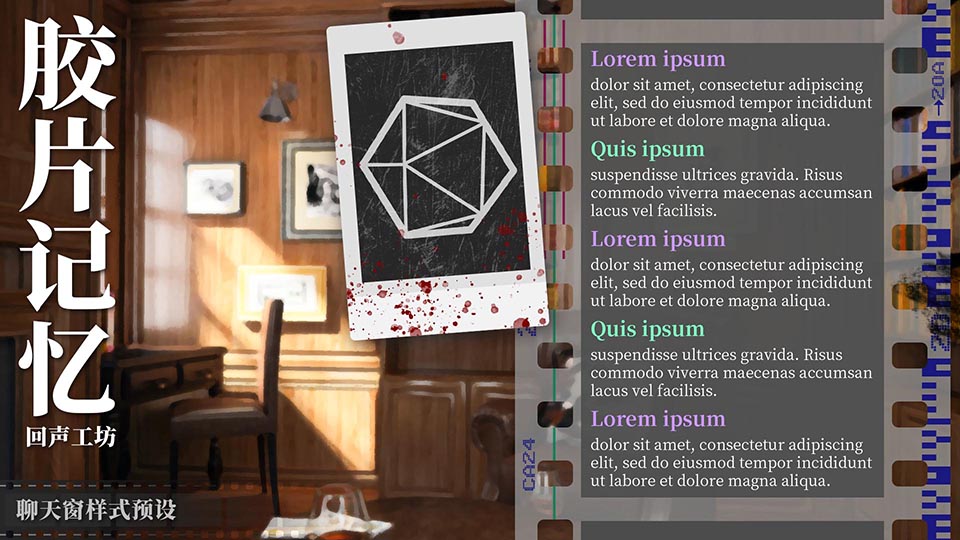 胶片记忆
回声工坊
聊天窗样式预设
Lorem ipsum
dolor sit amet, consectetur adipiscing
elit, sed do eiusmod tempor incididunt
ut labore et dolore magna aliqua.
Quis ipsum
suspendisse ultrices gravida. Risus
commodo viverra maecenas accumsan
lacus vel facilisis.
Lorem ipsum
dolor sit amet, consectetur adipiscing
elit, sed do eiusmod tempor incididunt
ut labore et dolore magna aliqua.
Quis ipsum
suspendisse ultrices gravida. Risus
commodo viverra maecenas accumsan
lacus vel facilisis.
Lorem ipsum
dolor sit amet, consectetur adipiscing
elit, sed do eiusmod tempor incididunt
ut labore et dolore magna aliqua.
CA24
→20A